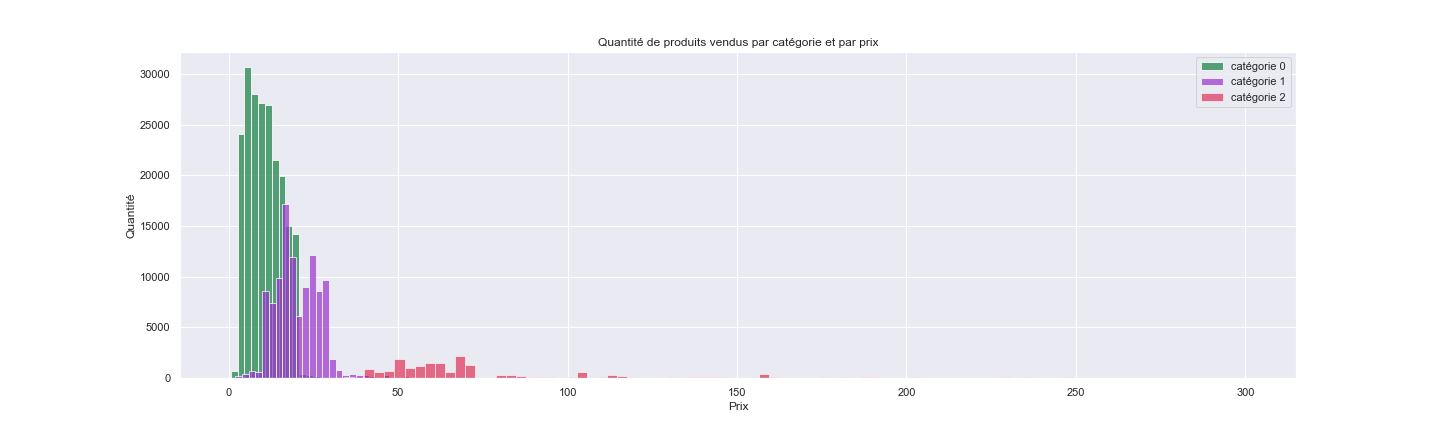 Quantité de produits vendus par catégorie et par prix
catégorie 0
catégorie 1
catégorie 2
30000
25000
20000
15000
10000
5000
0
Quantité
0 50 100 150 200 250 300
Prix